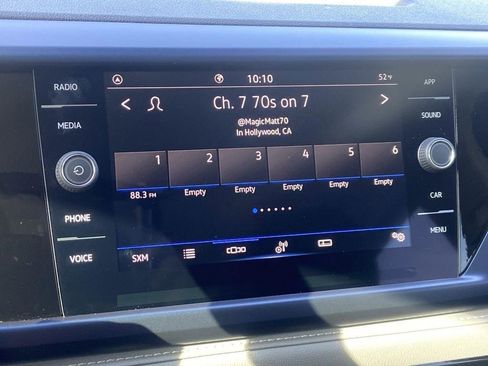 RADIO
MEDIA
PHONE
VOICE
10:10
52°F
Ch. 7 70s on 7
@MagicMatt70
In Hollywood, CA
1 2 3 4 5 6
88.3 FM Empty Empty Empty Empty Empty
SXM
APP
SOUND
CAR
MENU